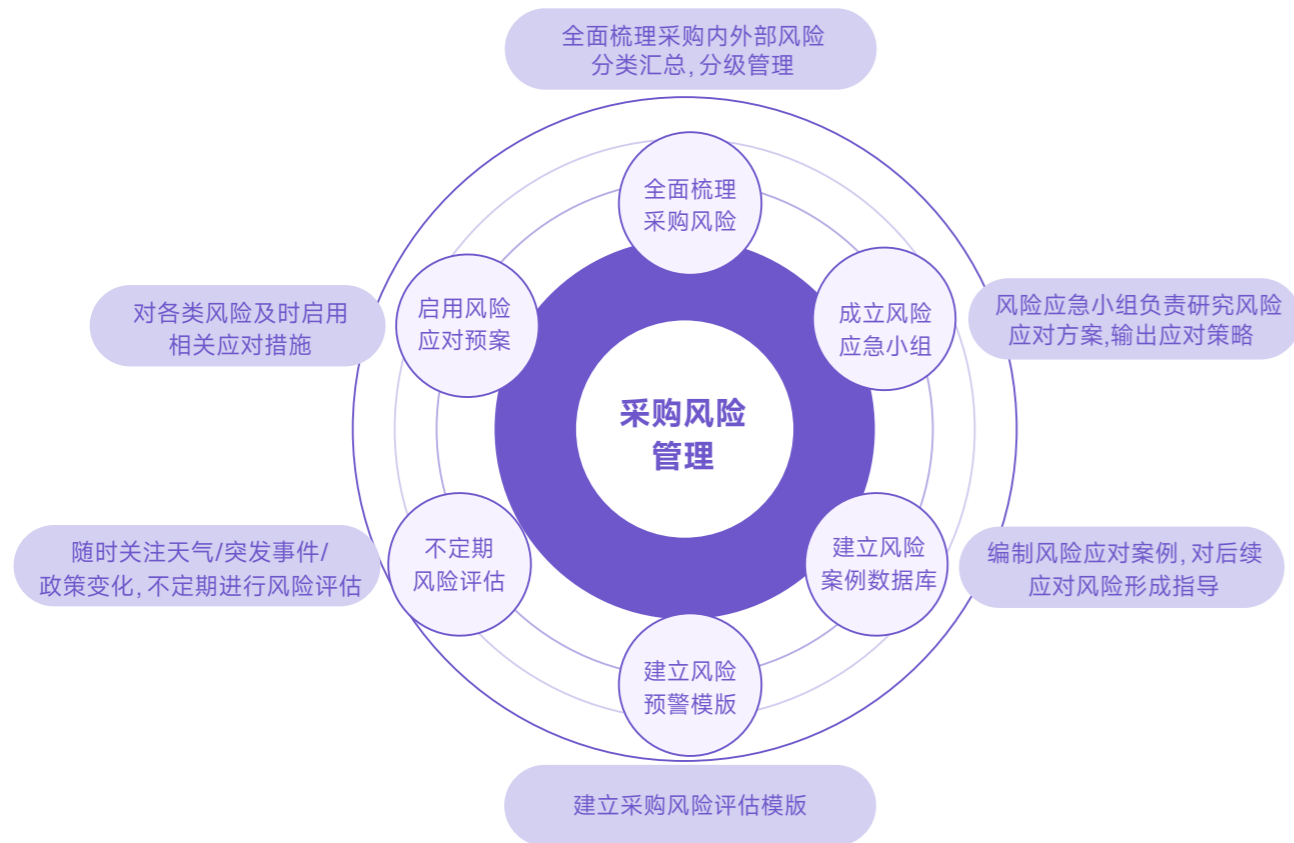 全面梳理采购内外部风险
分类汇总,分级管理
全面梳理
采购风险
启用风险
应对预案
对各类风险及时启用
相关应对措施
成立风险
应急小组
风险应急小组负责研究风险
应对方案,输出应对策略
采购风险
管理
不定期
风险评估
随时关注天气/突发事件/
政策变化,不定期进行风险评估
建立风险
案例数据库
编制风险应对案例,对后续
应对风险形成指导
建立风险
预警模版
建立采购风险评估模版